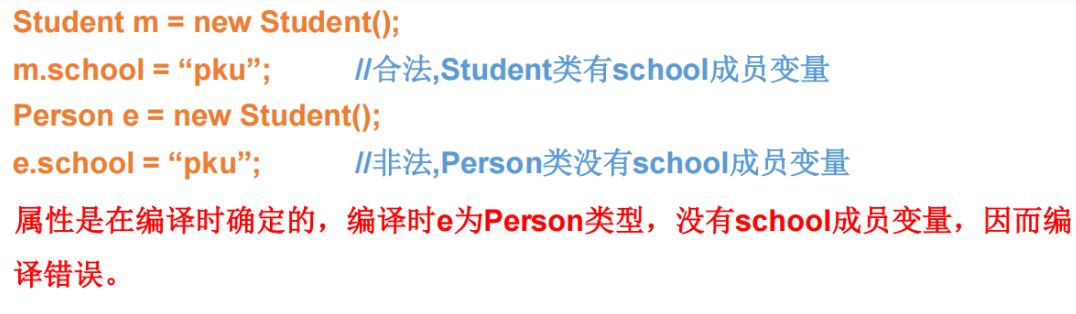 Student m = new Student();
m.school = “pku”; //合法,Student类有school成员变量
Person e = new Student();
e.school = “pku”; //非法,Person类没有school成员变量
属性是在编译时确定的，编译时e为Person类型，没有school成员变量，因而编
译错误。